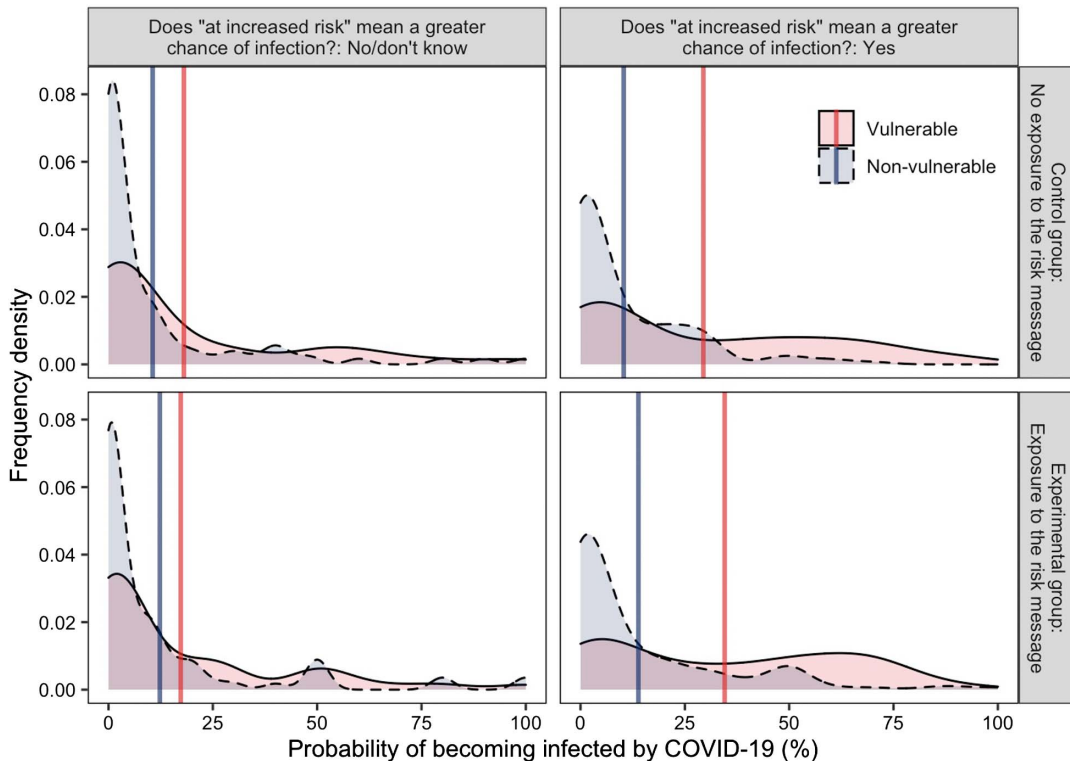 Does "at increased risk" mean a greater
chance of infection?: No/don't know
Does "at increased risk" mean a greater
chance of infection?: Yes
Frequency density
0.08
0.06
0.04
0.02
0.00
Vulnerable
Non-vulnerable
Control group:
No exposure to the risk message
0.08
0.06
0.04
0.02
0.00
Experimental group:
Exposure to the risk message
0 25 50 75 100
0 25 50 75 100
Probability of becoming infected by COVID-19 (%)